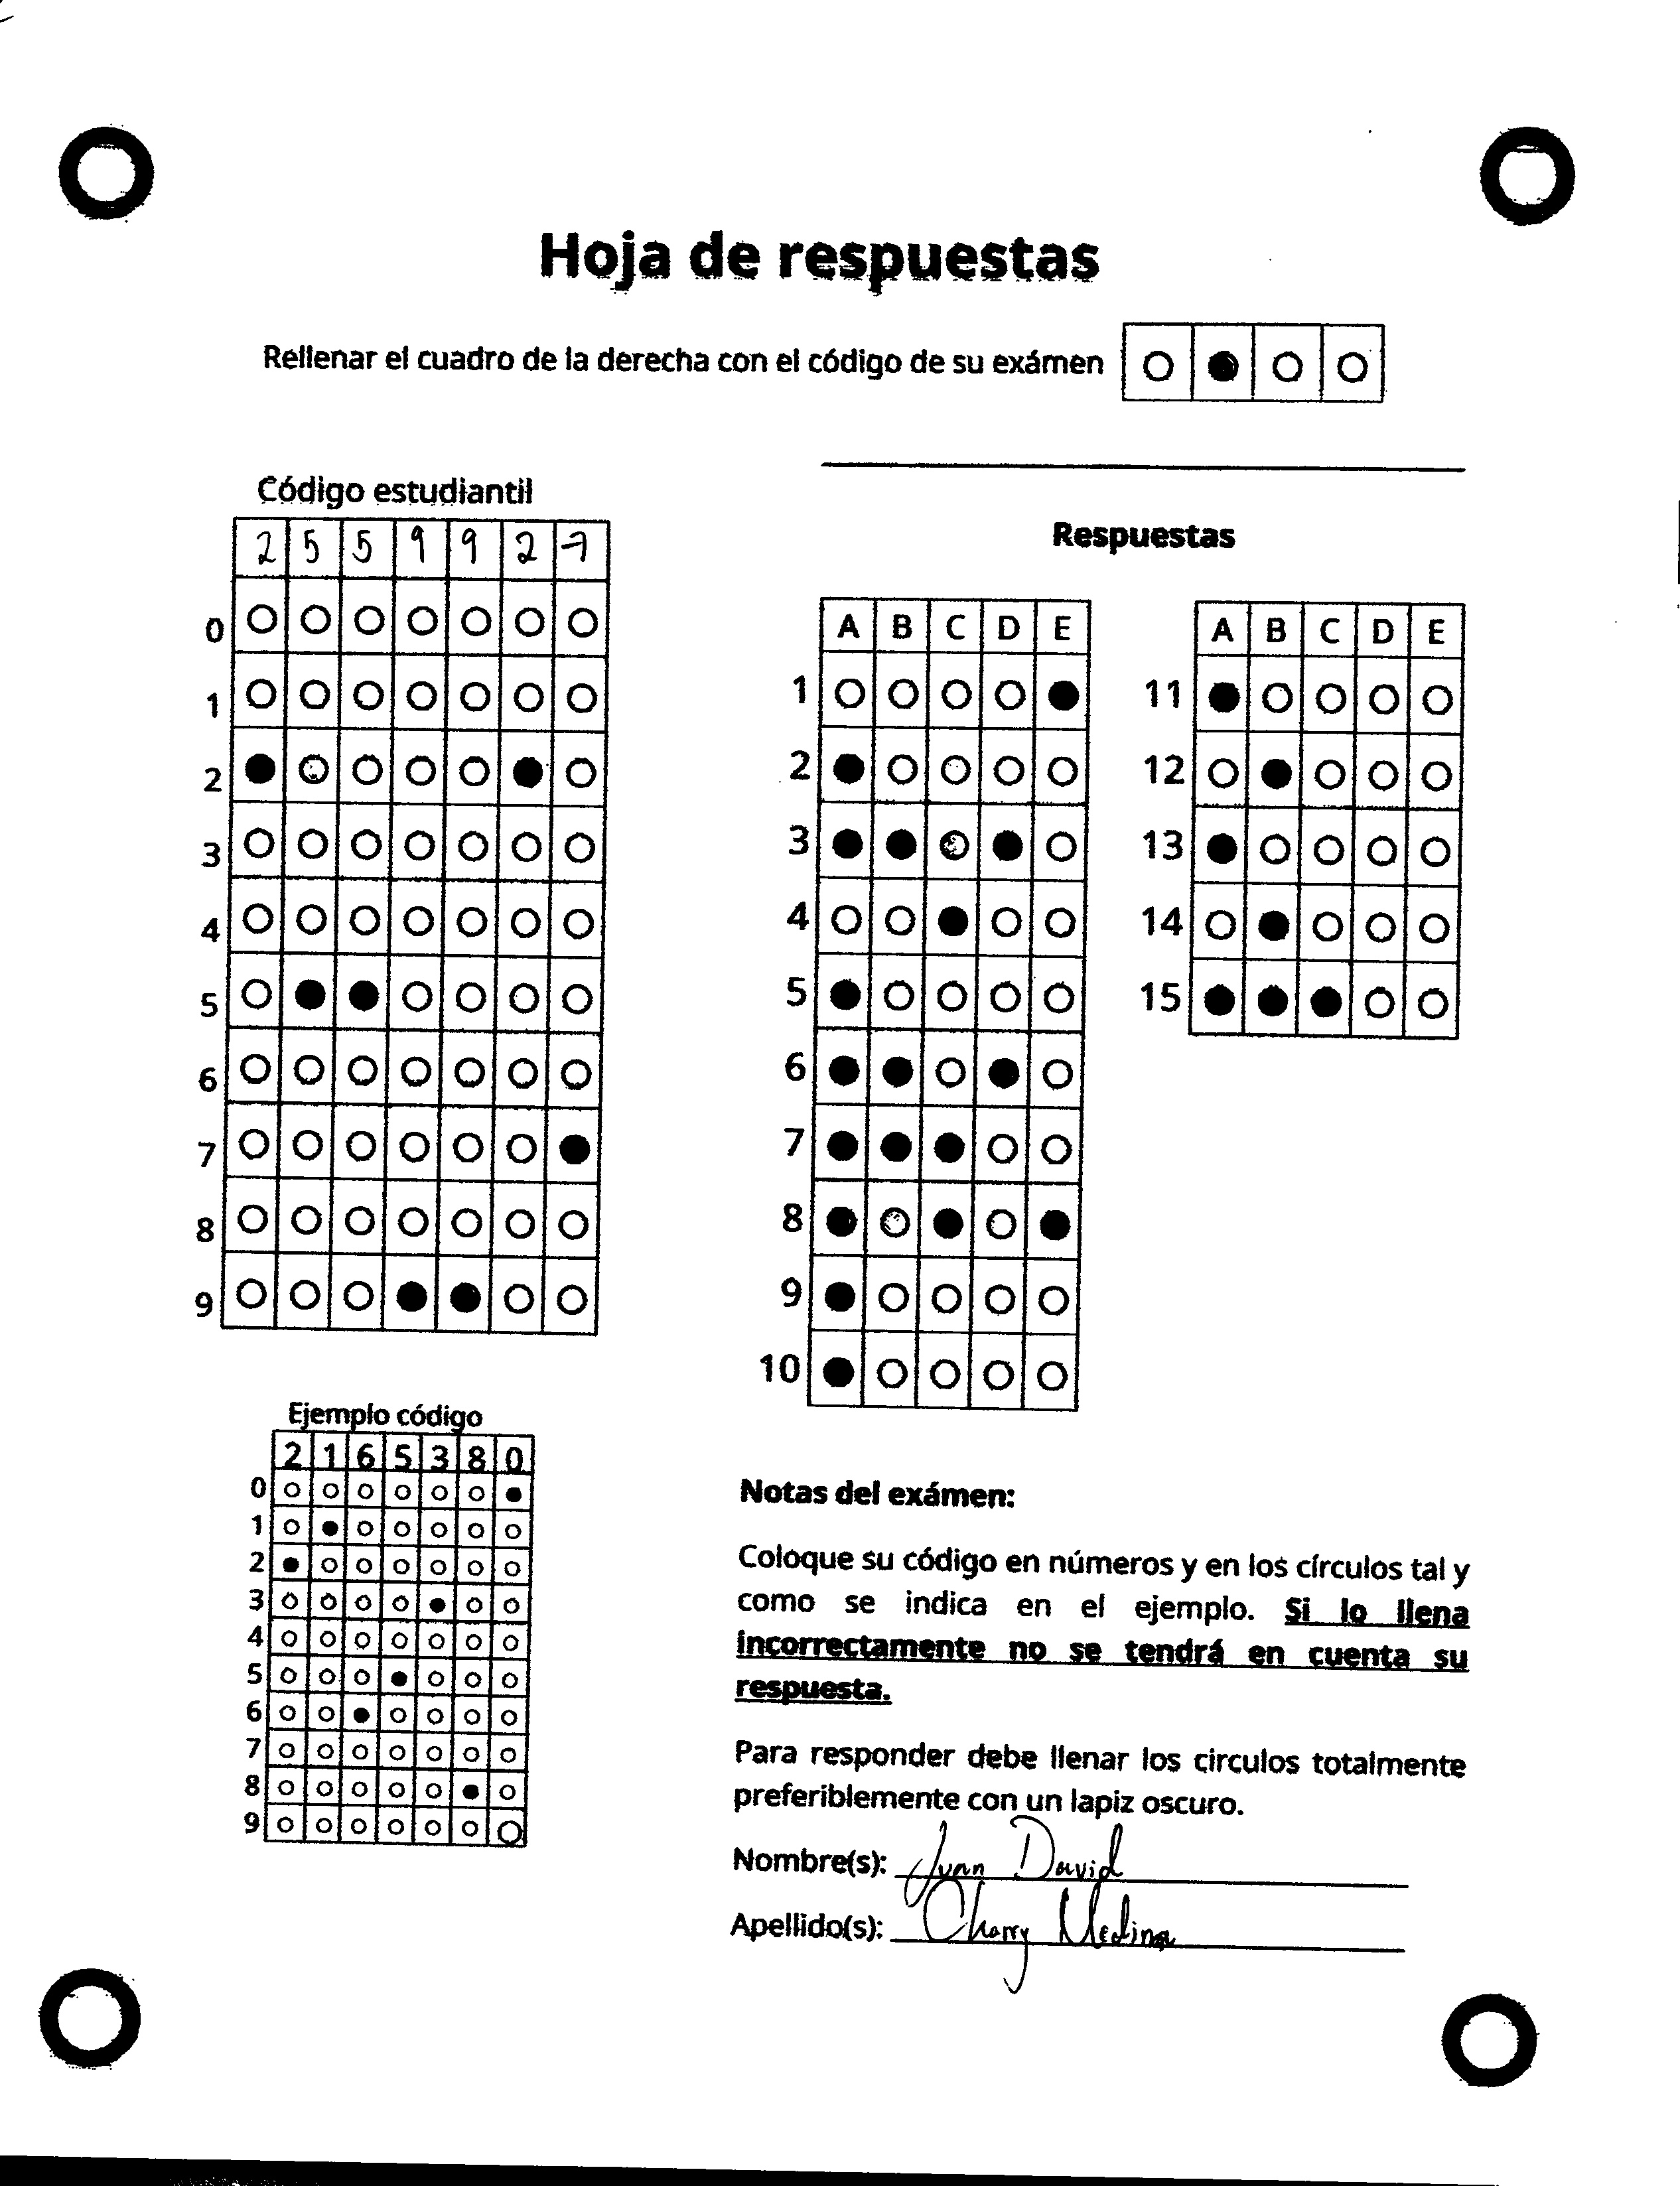 Hoja de respuestas
Rellenar el cuadro de la derecha con el código de su exámen
Código estudiantil
2 5 5 9 9 2 7
0
1
2
3
4
5
6
7
8
9
Respuestas
A B C D E
1
2
3
4
5
6
7
8
9
10
A B C D E
11
12
13
14
15
Ejemplo código
2 1 6 5 3 8 0
0
1
2
3
4
5
6
7
8
9
Notas del exámen:
Coloque su código en números y en los círculos tal y
como se indica en el ejemplo. Si lo llena
incorrectamente no se tendrá en cuenta su
respuesta.
Para responder debe llenar los circulos totalmente
preferiblemente con un lapiz oscuro.
Nombre(s): Juan David
Apellido(s): Charry Medina